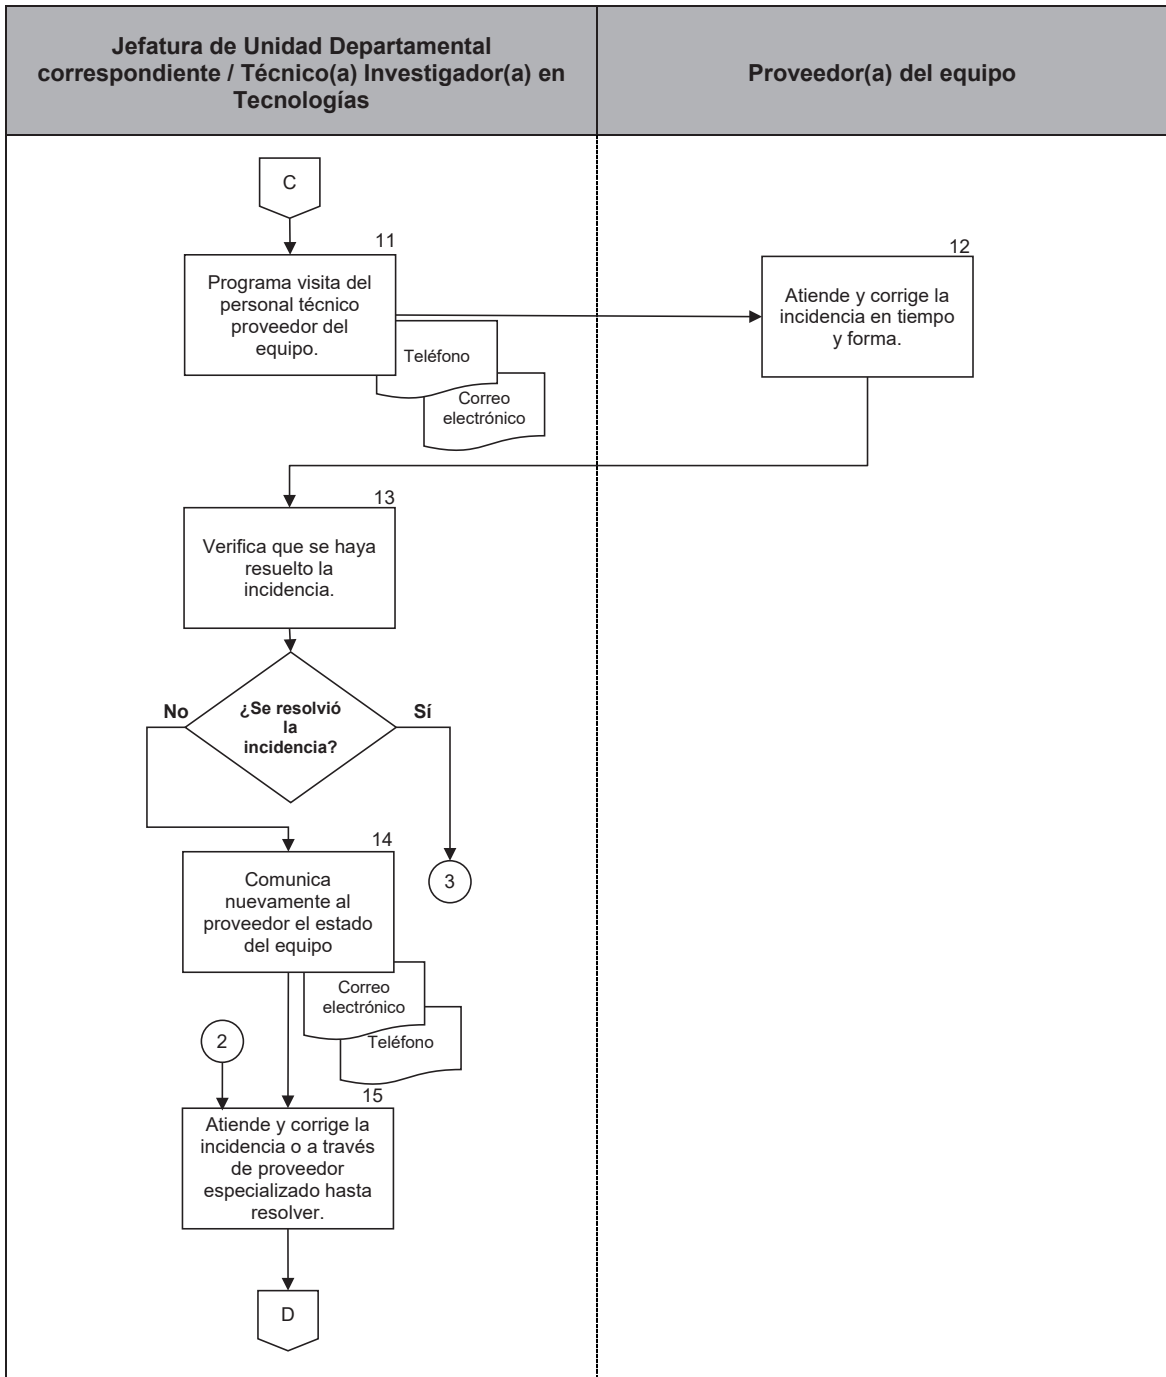 Jefatura de Unidad Departamental
correspondiente / Técnico(a) Investigador(a) en
Tecnologías
Proveedor(a) del equipo
C
11
Programa visita del
personal técnico
proveedor del
equipo.
Teléfono
Correo
electrónico
12
Atiende y corrige la
incidencia en tiempo
y forma.
13
Verifica que se haya
resuelto la
incidencia.
¿Se resolvió
la
incidencia?
No
Sí
3
14
Comunica
nuevamente al
proveedor el estado
del equipo
Correo
electrónico
Teléfono
2
15
Atiende y corrige la
incidencia o a través
de proveedor
especializado hasta
resolver.
D